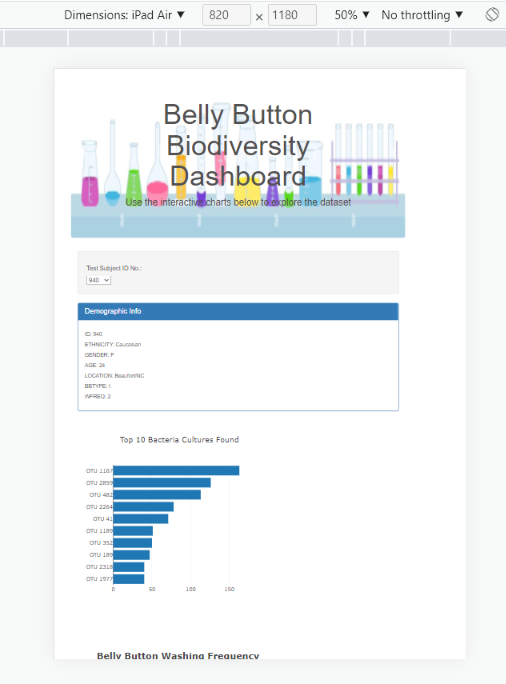 Dimensions: iPad Air ▼ 820 × 1180 50% ▼ No throttling ▼
Belly Button
Biodiversity
Dashboard
Use the interactive charts below to explore the dataset
Test Subject ID No.:
940
Demographic Info
ID: 940
ETHNICITY: Caucasian
GENDER: F
AGE: 24
LOCATION: Beaufort/NC
BBTYPE: I
WFREQ: 2
Top 10 Bacteria Cultures Found
OTU 1167
OTU 2859
OTU 482
OTU 2264
OTU 41
OTU 1189
OTU 352
OTU 189
OTU 2318
OTU 1977
0 50 100 150
Belly Button Washing Frequency